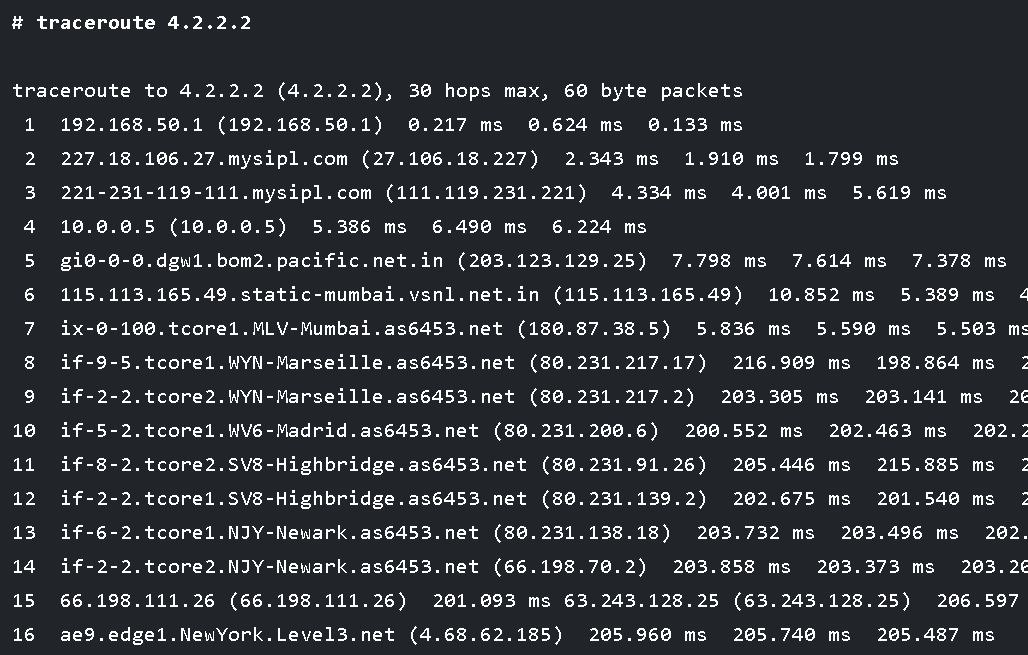 # traceroute 4.2.2.2
traceroute to 4.2.2.2 (4.2.2.2), 30 hops max, 60 byte packets
1 192.168.50.1 (192.168.50.1) 0.217 ms 0.624 ms 0.133 ms
2 227.18.106.27.mysipl.com (27.106.18.227) 2.343 ms 1.910 ms 1.799 ms
3 221-231-119-111.mysipl.com (111.119.231.221) 4.334 ms 4.001 ms 5.619 ms
4 10.0.0.5 (10.0.0.5) 5.386 ms 6.490 ms 6.224 ms
5 gi0-0-0.dgw1.bom2.pacific.net.in (203.123.129.25) 7.798 ms 7.614 ms 7.378 ms
6 115.113.165.49.static-mumbai.vsnl.net.in (115.113.165.49) 10.852 ms 5.389 ms
7 ix-0-100.tcore1.MLV-Mumbai.as6453.net (180.87.38.5) 5.836 ms 5.590 ms 5.503 ms
8 if-9-5.tcore1.WYN-Marseille.as6453.net (80.231.217.17) 216.909 ms 198.864 ms
9 if-2-2.tcore2.WYN-Marseille.as6453.net (80.231.217.2) 203.305 ms 203.141 ms 20
10 if-5-2.tcore1.WV6-Madrid.as6453.net (80.231.200.6) 200.552 ms 202.463 ms 202.2
11 if-8-2.tcore2.SV8-Highbridge.as6453.net (80.231.91.26) 205.446 ms 215.885 ms
12 if-2-2.tcore1.SV8-Highbridge.as6453.net (80.231.139.2) 202.675 ms 201.540 ms
13 if-6-2.tcore1.NJY-Newark.as6453.net (80.231.138.18) 203.732 ms 203.496 ms 202.
14 if-2-2.tcore2.NJY-Newark.as6453.net (66.198.70.2) 203.858 ms 203.373 ms 203.20
15 66.198.111.26 (66.198.111.26) 201.093 ms 63.243.128.25 (63.243.128.25) 206.597
16 ae9.edge1.NewYork.Level3.net (4.68.62.185) 205.960 ms 205.740 ms 205.487 ms